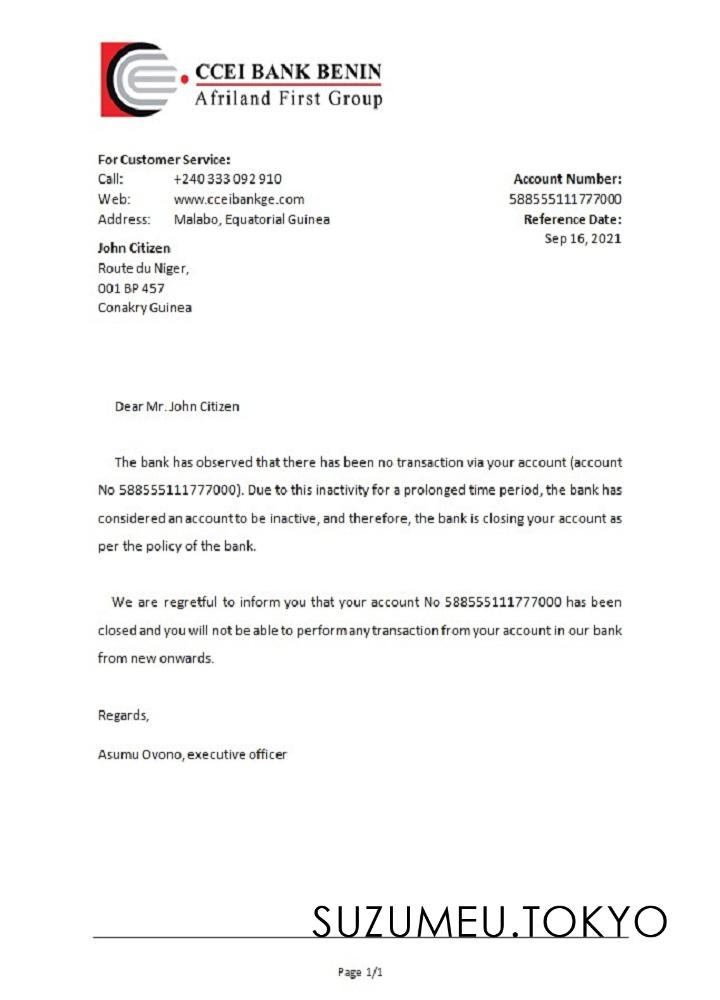 CCEI BANK BENIN
Afriland First Group
For Customer Service:
Call: +240 333 092 910
Web: www.cceibankge.com
Address: Malabo, Equatorial Guinea
Account Number:
588555111777000
Reference Date:
Sep 16, 2021
John Citizen
Route du Niger,
001 BP 457
Conakry Guinea
Dear Mr. John Citizen
The bank has observed that there has been no transaction via your account (account
No 588555111777000). Due to this inactivity for a prolonged time period, the bank has
considered an account to be inactive, and therefore, the bank is closing your account as
per the policy of the bank.
We are regretful to inform you that your account No 588555111777000 has been
closed and you will not be able to perform any transaction from your account in our bank
from new onwards.
Regards,
Asumu Ovono, executive officer
SUZUMEU.TOKYO
Page 1/1